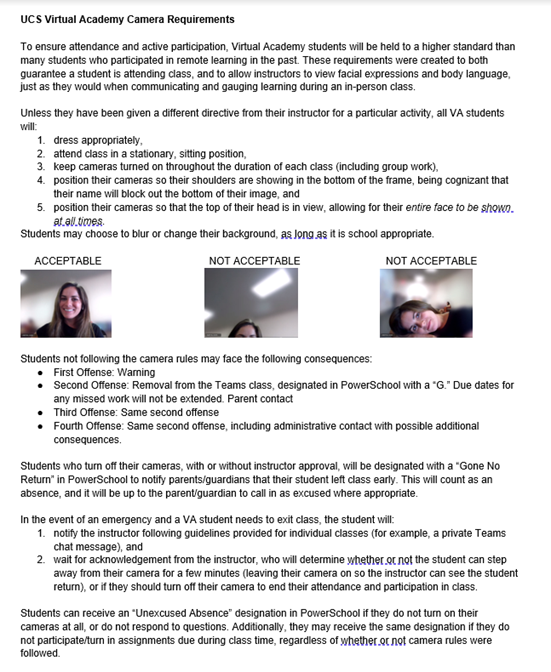 UCS Virtual Academy Camera Requirements
To ensure attendance and active participation, Virtual Academy students will be held to a higher standard than
many students who participated in remote learning in the past. These requirements were created to both
guarantee a student is attending class, and to allow instructors to view facial expressions and body language,
just as they would when communicating and gauging learning during an in-person class.
Unless they have been given a different directive from their instructor for a particular activity, all VA students
will:
1. dress appropriately,
2. attend class in a stationary, sitting position,
3. keep cameras turned on throughout the duration of each class (including group work),
4. position their cameras so their shoulders are showing in the bottom of the frame, being cognizant that
their name will block out the bottom of their image, and
5. position their cameras so that the top of their head is in view, allowing for their entire face to be shown
at all times.
Students may choose to blur or change their background, as long as it is school appropriate.
ACCEPTABLE NOT ACCEPTABLE NOT ACCEPTABLE
Students not following the camera rules may face the following consequences:
• First Offense: Warning
• Second Offense: Removal from the Teams class, designated in PowerSchool with a “G.” Due dates for
any missed work will not be extended. Parent contact
• Third Offense: Same second offense
• Fourth Offense: Same second offense, including administrative contact with possible additional
consequences.
Students who turn off their cameras, with or without instructor approval, will be designated with a “Gone No
Return” in PowerSchool to notify parents/guardians that their student left class early. This will count as an
absence, and it will be up to the parent/guardian to call in as excused where appropriate.
In the event of an emergency and a VA student needs to exit class, the student will:
1. notify the instructor following guidelines provided for individual classes (for example, a private Teams
chat message), and
2. wait for acknowledgement from the instructor, who will determine whether or not the student can step
away from their camera for a few minutes (leaving their camera on so the instructor can see the student
return), or if they should turn off their camera to end their attendance and participation in class.
Students can receive an “Unexcused Absence” designation in PowerSchool if they do not turn on their
cameras at all, or do not respond to questions. Additionally, they may receive the same designation if they do
not participate/turn in assignments due during class time, regardless of whether or not camera rules were
followed.